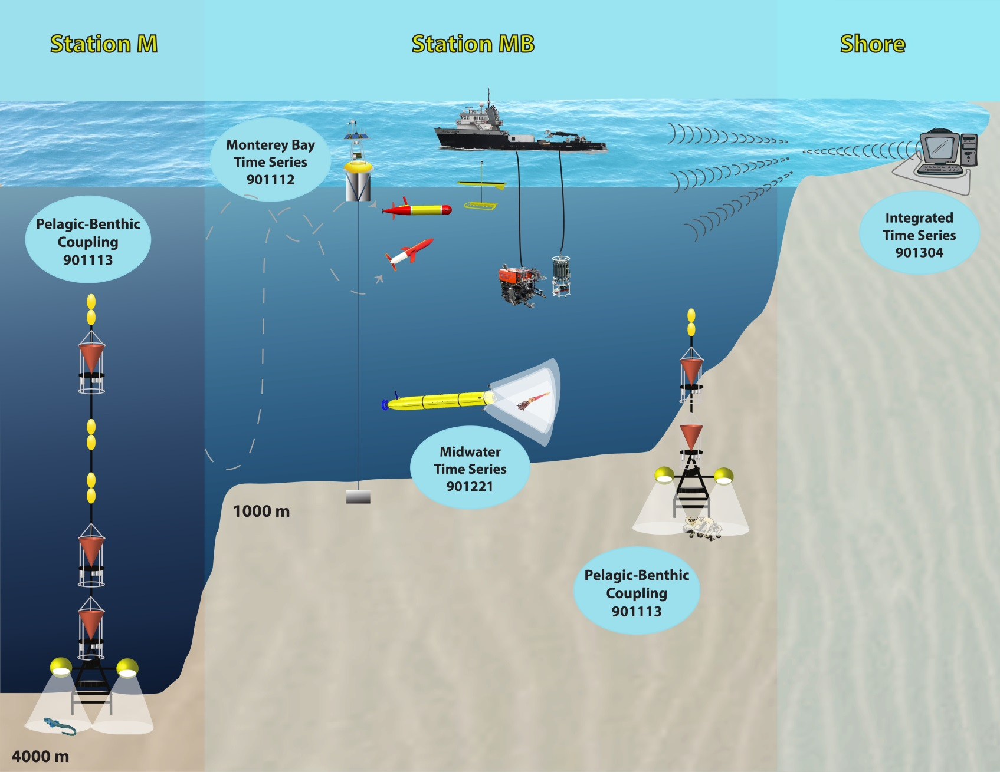 Station M
Station MB
Shore
Monterey Bay
Time Series
901112
Pelagic-Benthic
Coupling
901113
Integrated
Time Series
901304
Midwater
Time Series
901221
1000 m
Pelagic-Benthic
Coupling
901113
4000 m